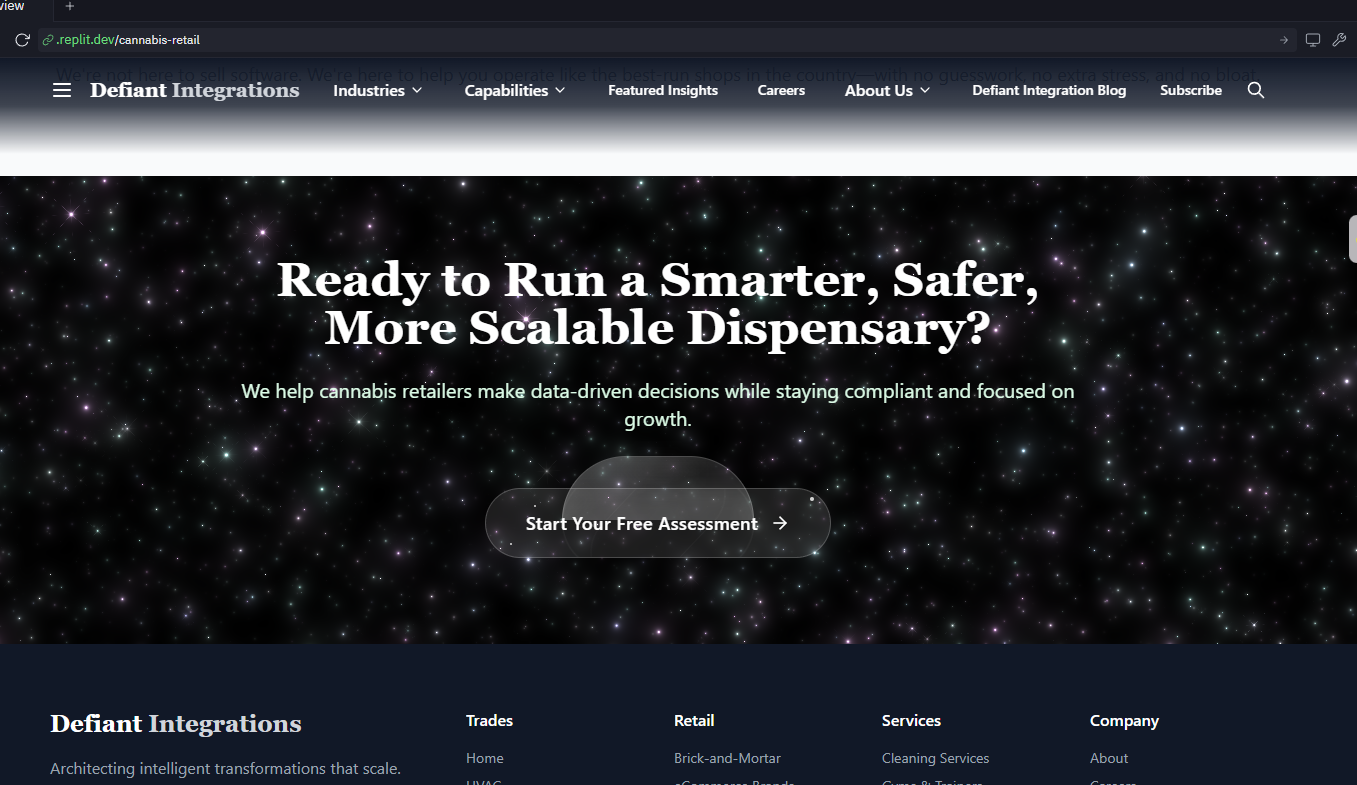 view
.replit.dev/cannabis-retail
We're not here to sell software. We're here to help you operate like the best-run shops in the country—with no guesswork, no extra stress, and no bloat.
Defiant Integrations Industries Capabilities Featured Insights Careers About Us Defiant Integration Blog Subscribe
Ready to Run a Smarter, Safer,
More Scalable Dispensary?
We help cannabis retailers make data-driven decisions while staying compliant and focused on
growth.
Start Your Free Assessment
Defiant Integrations
Architecting intelligent transformations that scale.
Trades
Home
HVAC
Retail
Brick-and-Mortar
eCommerce Brands
Services
Cleaning Services
Gyms & Trainers
Company
About
Careers